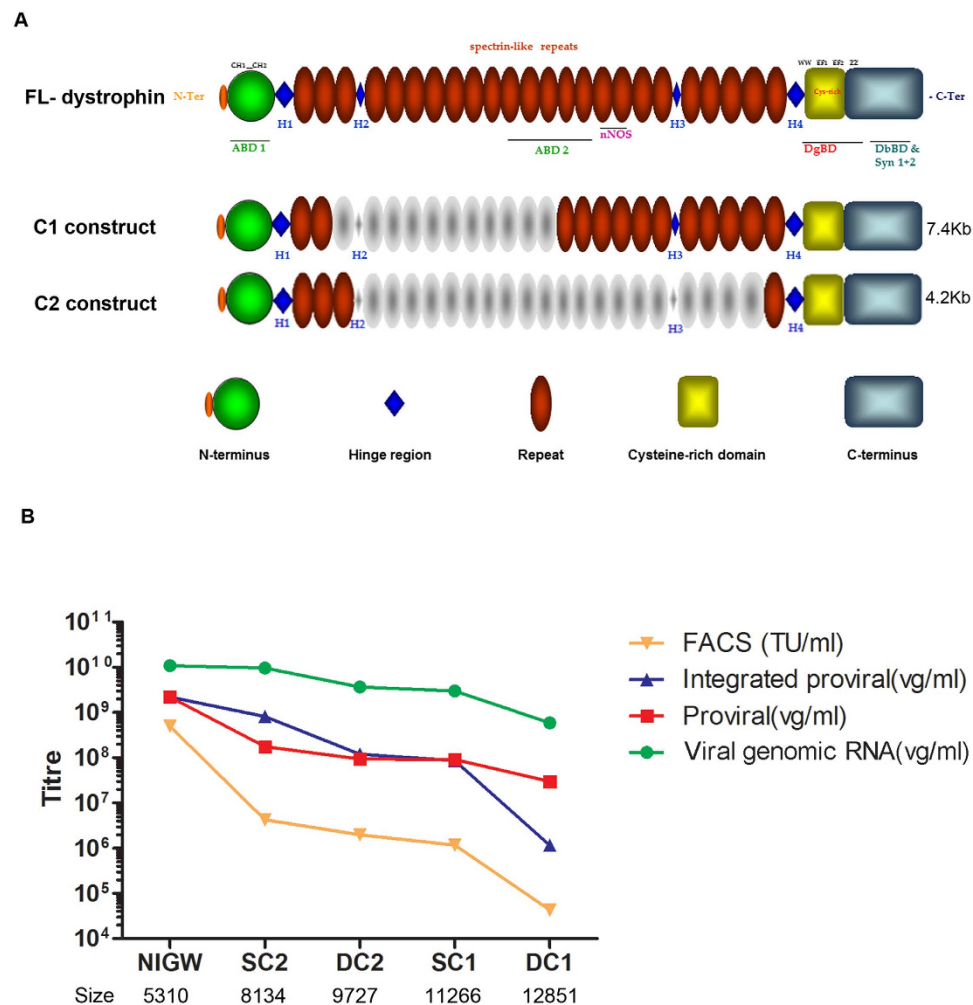 A
spectrin-like repeats
CH1__CH2
WW EF1 EF2 ZZ
FL- dystrophin
N-Ter
Cys-rich
- C-Ter
H1
H2
H3
H4
nNOS
ABD 1
ABD 2
DgBD
DbBD &
Syn 1+2
C1 construct
7.4Kb
H1
H2
H3
H4
C2 construct
4.2Kb
H1
H2
H3
H4
N-terminus
Hinge region
Repeat
Cysteine-rich domain
C-terminus
B
Titre
10¹¹
10¹⁰
10⁹
10⁸
10⁷
10⁶
10⁵
10⁴
FACS (TU/ml)
Integrated proviral(vg/ml)
Proviral(vg/ml)
Viral genomic RNA(vg/ml)
NIGW SC2 DC2 SC1 DC1
Size 5310 8134 9727 11266 12851